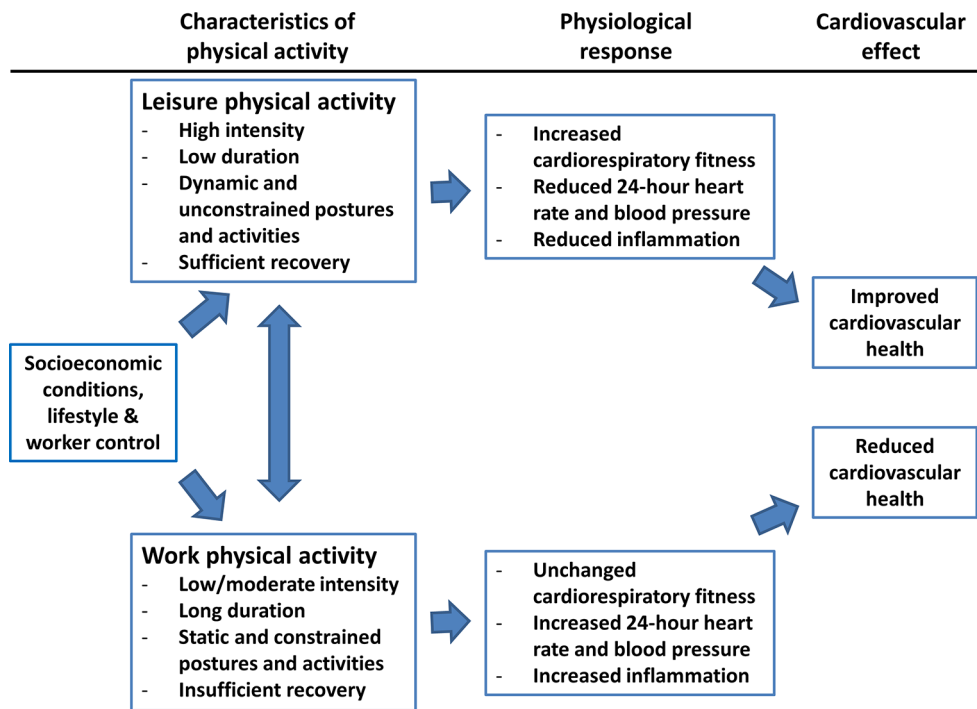 Characteristics of
physical activity
Physiological
response
Cardiovascular
effect
Leisure physical activity
- High intensity
- Low duration
- Dynamic and
unconstrained postures
and activities
- Sufficient recovery
- Increased
cardiorespiratory fitness
- Reduced 24-hour heart
rate and blood pressure
- Reduced inflammation
Improved
cardiovascular
health
Socioeconomic
conditions,
lifestyle &
worker control
Reduced
cardiovascular
health
Work physical activity
- Low/moderate intensity
- Long duration
- Static and constrained
postures and activities
- Insufficient recovery
- Unchanged
cardiorespiratory fitness
- Increased 24-hour heart
rate and blood pressure
- Increased inflammation